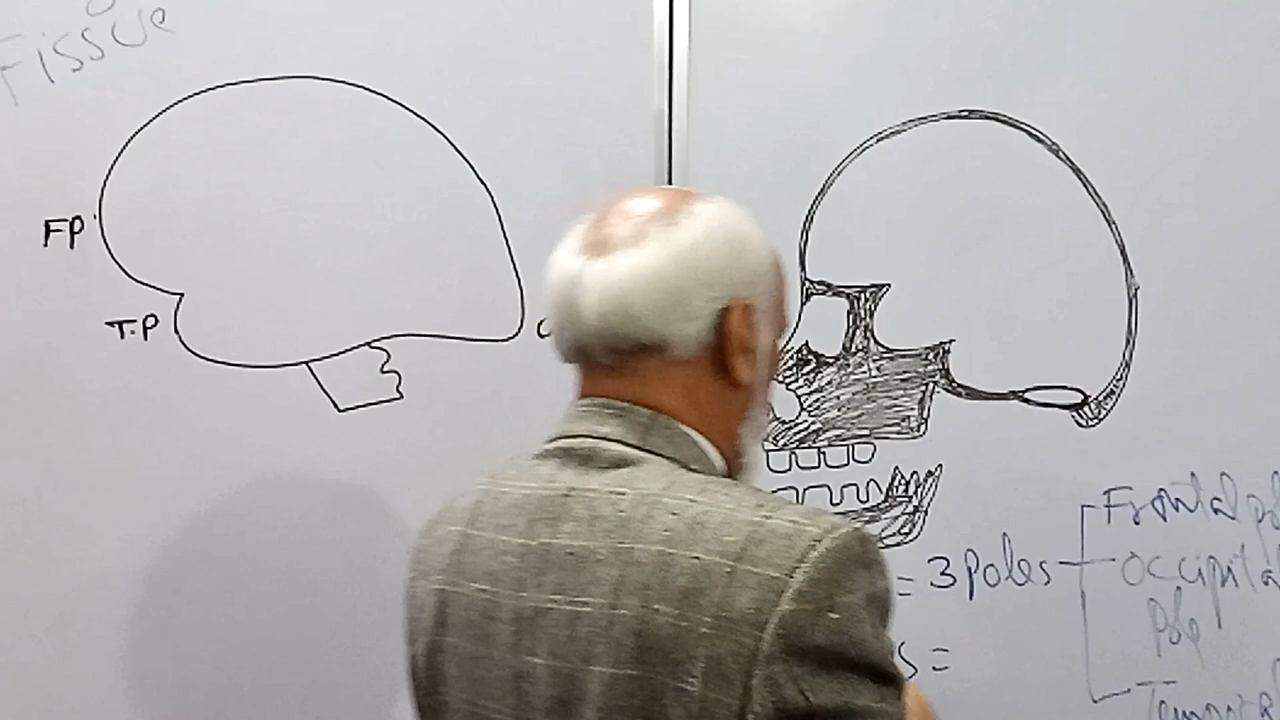 Fissue
FP
T.P
= 3 Poles
Frontal
Occipital
Pole
s =